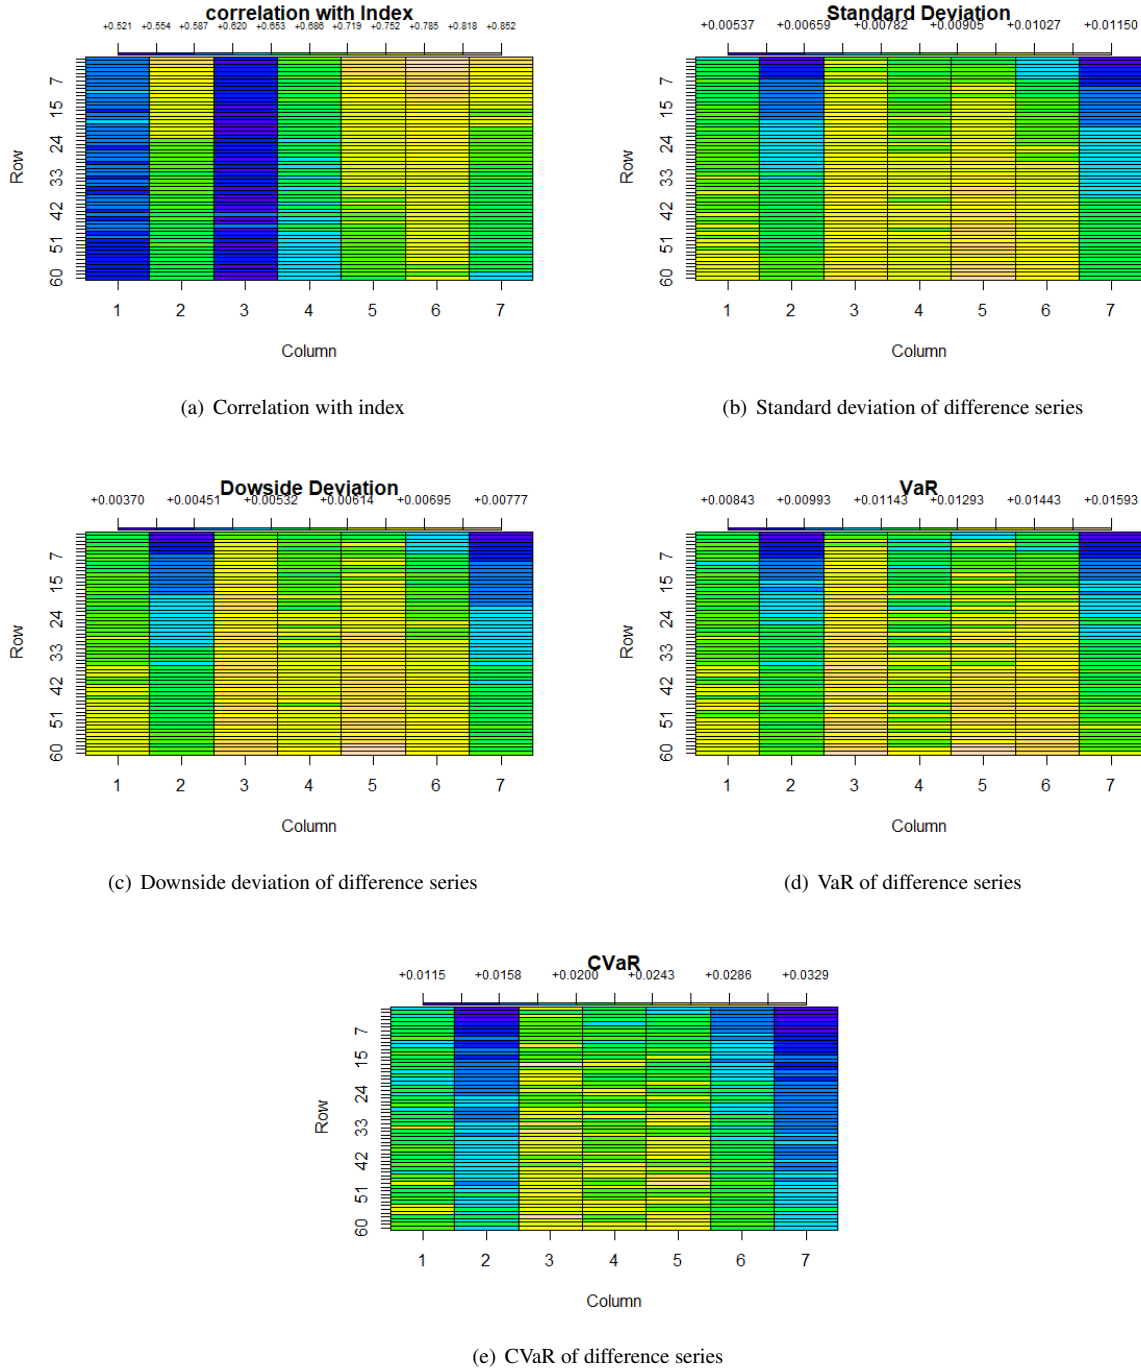 correlation with Index
+0.521 +0.554 +0.587 +0.620 +0.653 +0.686 +0.719 +0.752 +0.785 +0.818 +0.852
Row
7 15 24 33 42 51 60
1 2 3 4 5 6 7
Column
(a) Correlation with index
Standard Deviation
+0.00537 +0.00659 +0.00782 +0.00905 +0.01027 +0.01150
Row
7 15 24 33 42 51 60
1 2 3 4 5 6 7
Column
(b) Standard deviation of difference series
Dowside Deviation
+0.00370 +0.00451 +0.00532 +0.00614 +0.00695 +0.00777
Row
7 15 24 33 42 51 60
1 2 3 4 5 6 7
Column
(c) Downside deviation of difference series
VaR
+0.00843 +0.00993 +0.01143 +0.01293 +0.01443 +0.01593
Row
7 15 24 33 42 51 60
1 2 3 4 5 6 7
Column
(d) VaR of difference series
CVaR
+0.0115 +0.0158 +0.0200 +0.0243 +0.0286 +0.0329
Row
7 15 24 33 42 51 60
1 2 3 4 5 6 7
Column
(e) CVaR of difference series